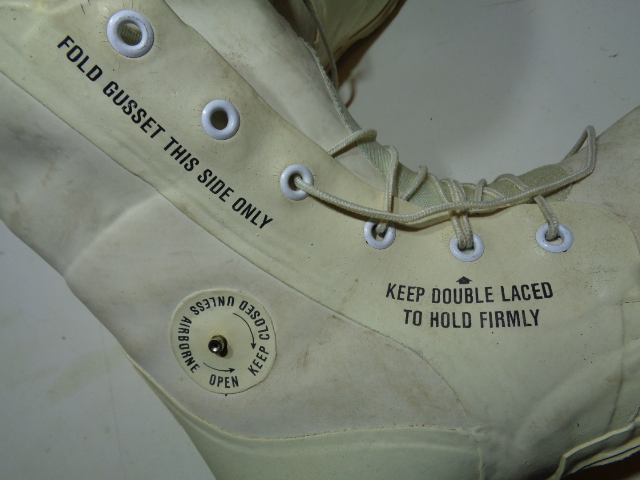 FOLD GUSSET THIS SIDE ONLY
KEEP DOUBLE LACED
TO HOLD FIRMLY
KEEP CLOSED UNLESS AIRBORNE
OPEN